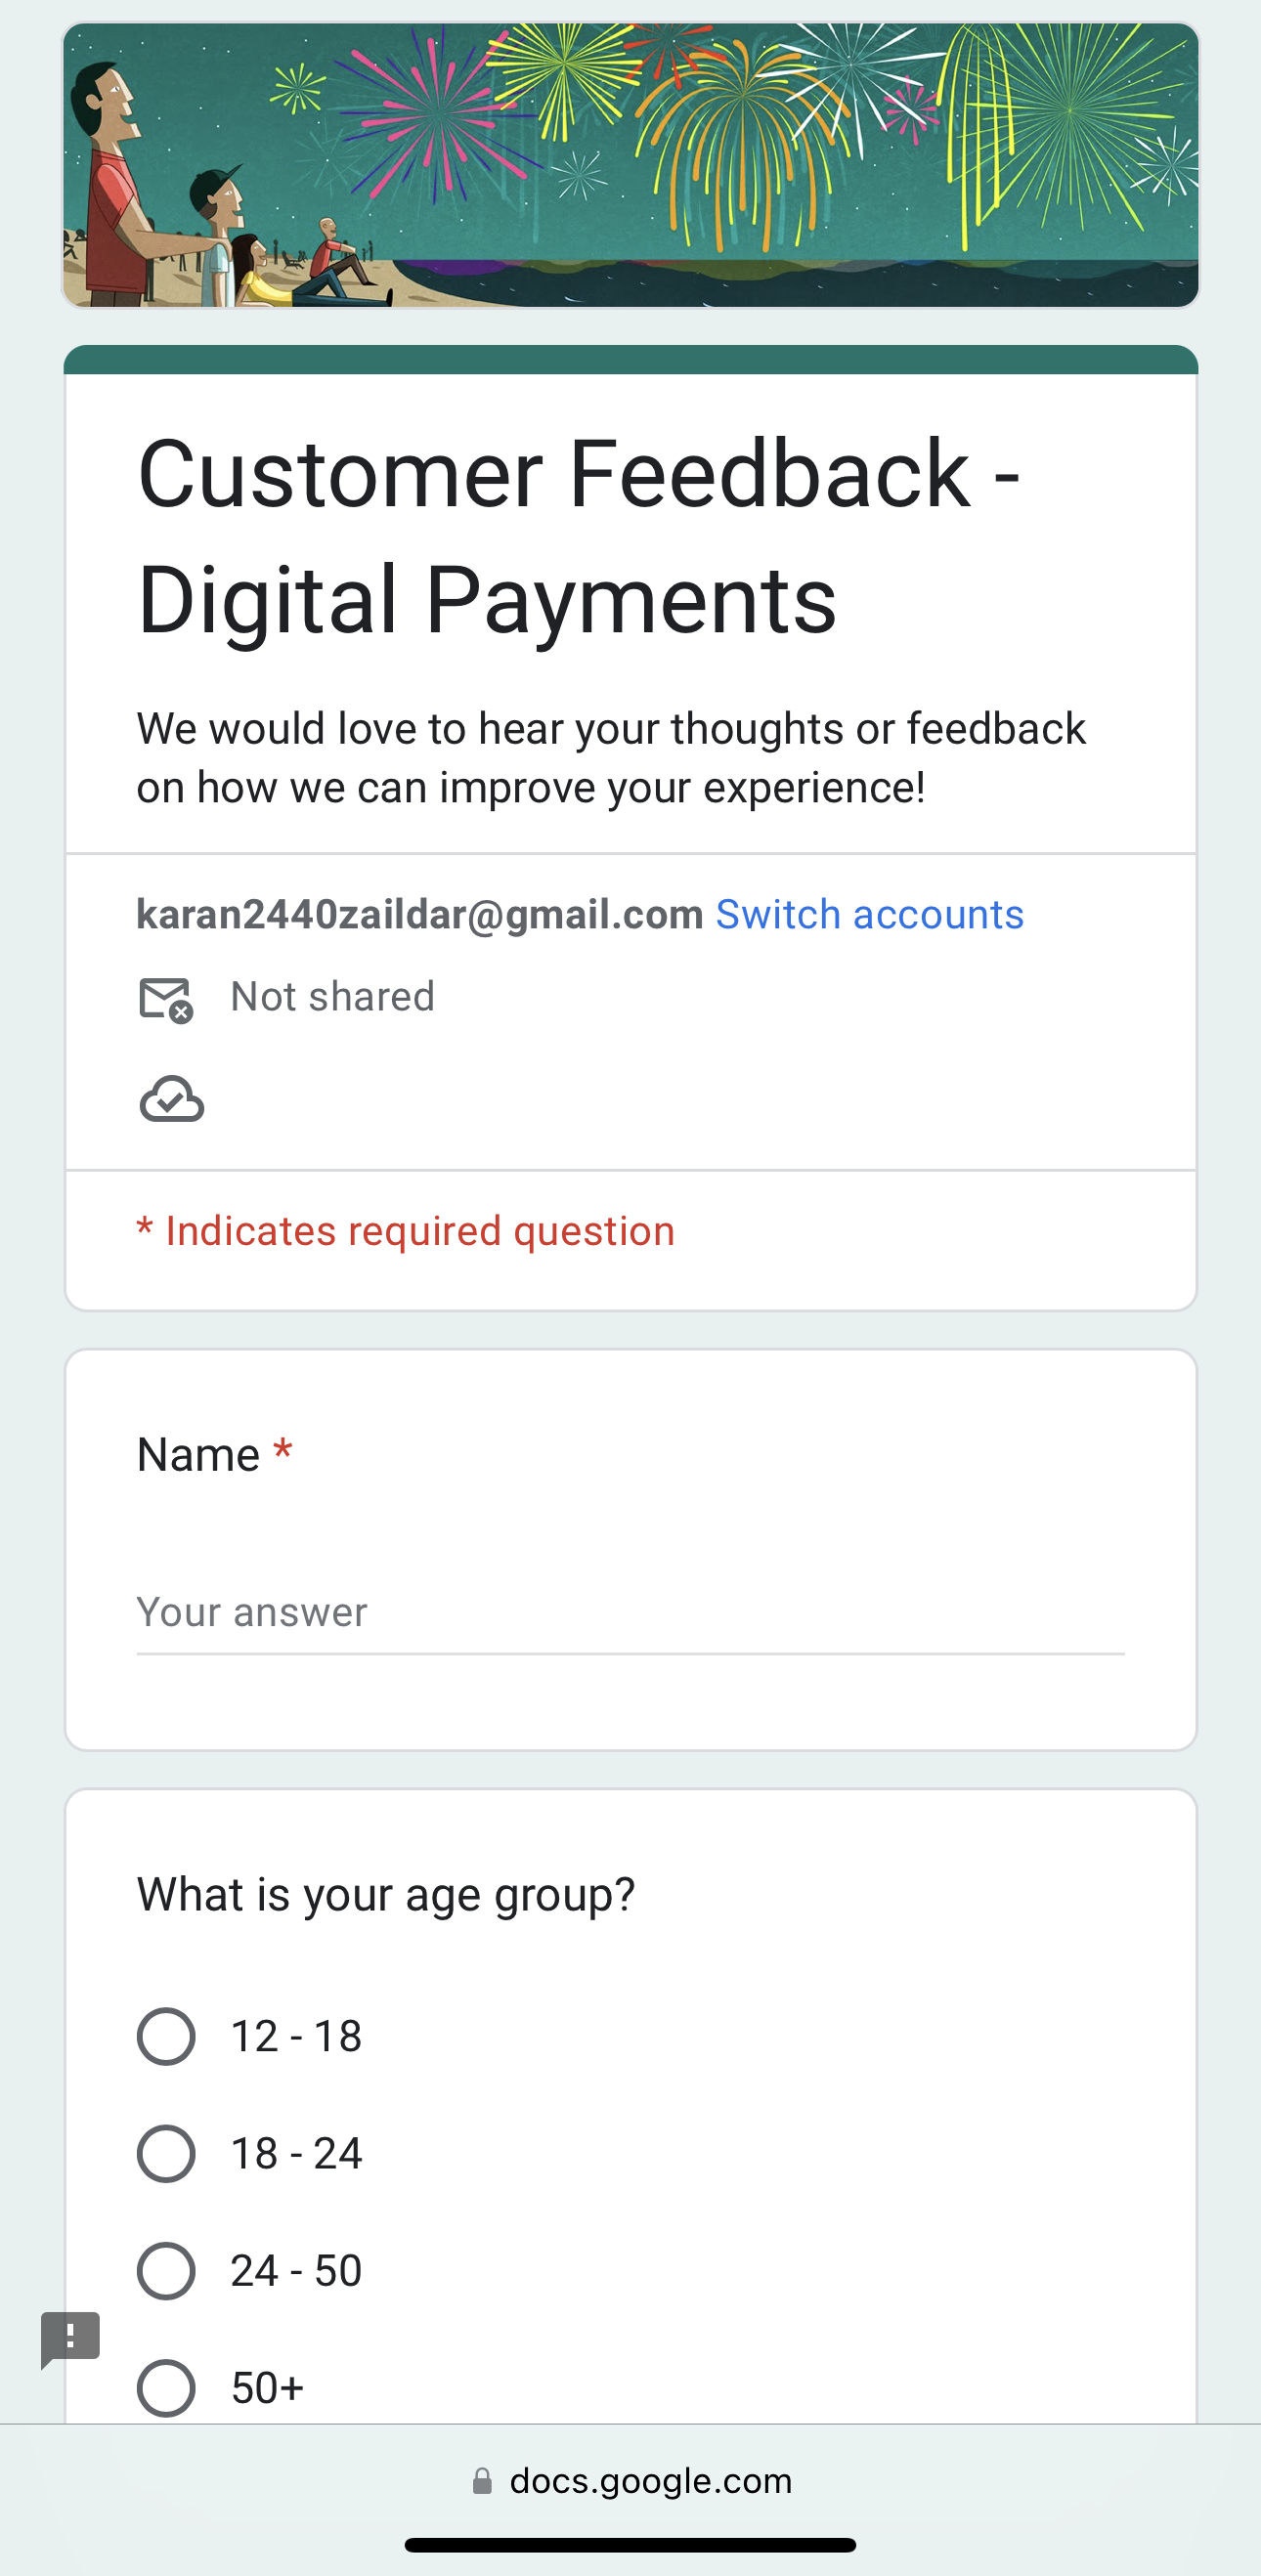 Customer Feedback -
Digital Payments
We would love to hear your thoughts or feedback
on how we can improve your experience!
karan2440zaildar@gmail.com Switch accounts
Not shared
* Indicates required question
Name *
Your answer
What is your age group?
12 - 18
18 - 24
24 - 50
50+
docs.google.com